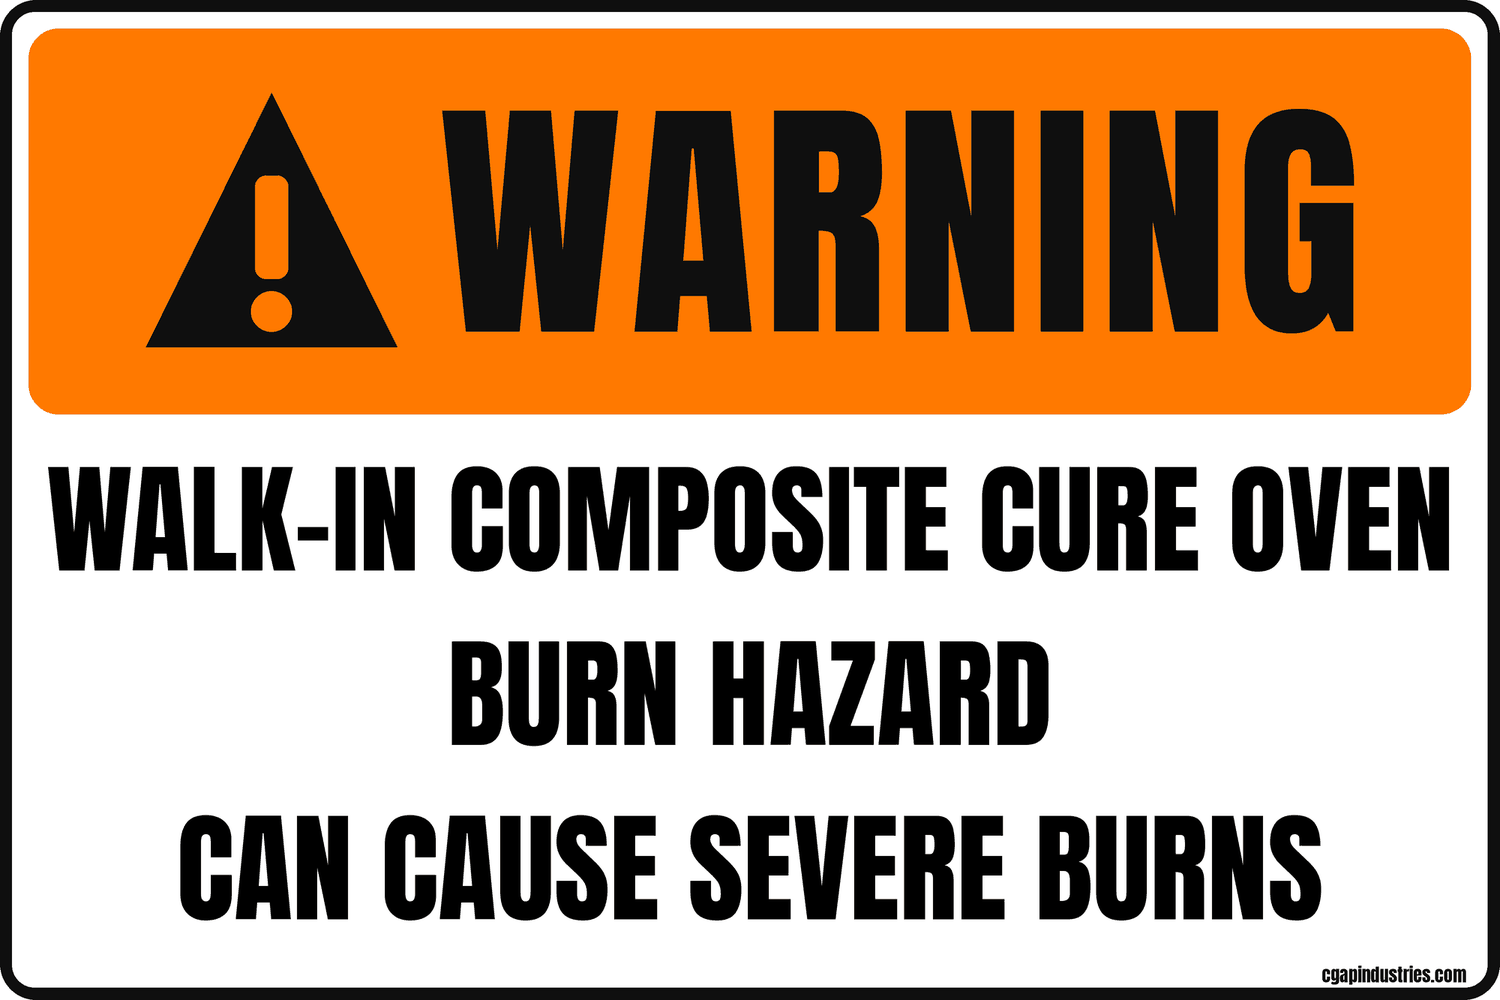 WARNING
WALK-IN COMPOSITE CURE OVEN
BURN HAZARD
CAN CAUSE SEVERE BURNS
cgapindustries.com